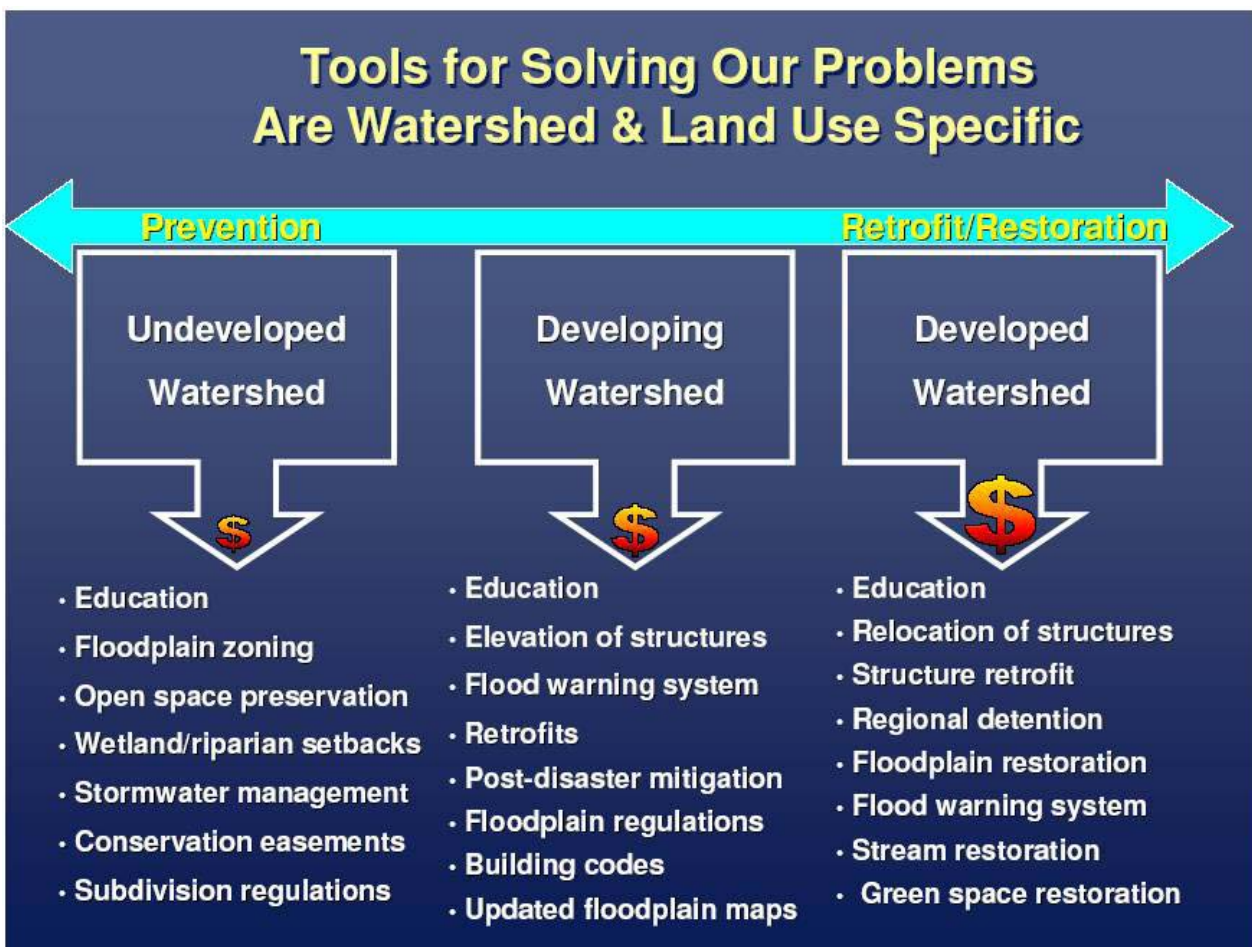 Tools for Solving Our Problems
Are Watershed & Land Use Specific
Prevention
Retrofit/Restoration
Undeveloped
Watershed
$
• Education
• Floodplain zoning
• Open space preservation
• Wetland/riparian setbacks
• Stormwater management
• Conservation easements
• Subdivision regulations
Developing
Watershed
$
• Education
• Elevation of structures
• Flood warning system
• Retrofits
• Post-disaster mitigation
• Floodplain regulations
• Building codes
• Updated floodplain maps
Developed
Watershed
$
• Education
• Relocation of structures
• Structure retrofit
• Regional detention
• Floodplain restoration
• Flood warning system
• Stream restoration
• Green space restoration